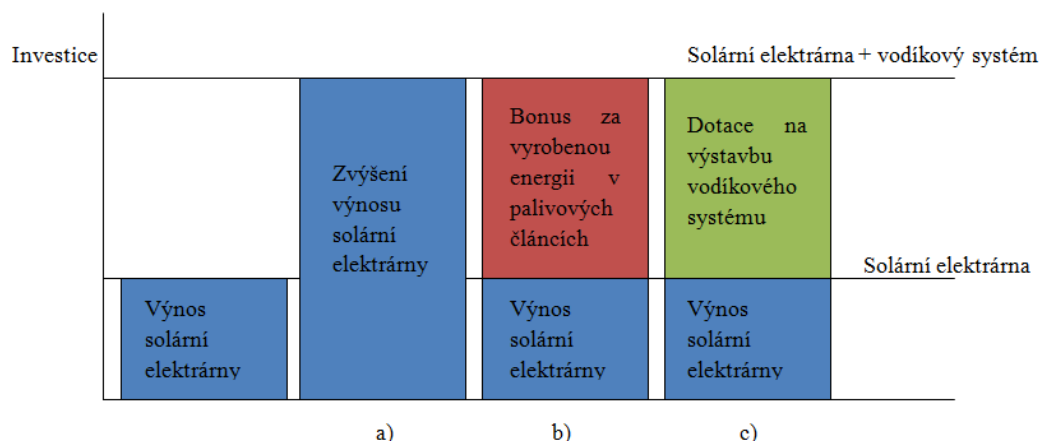 Investice
Solární elektrárna + vodíkový systém
Zvýšení
výnosu
solární
elektrárny
Bonus za
vyrobenou
energii v
palivových
článcích
Dotace na
výstavbu
vodíkového
systému
Solární elektrárna
Výnos
solární
elektrárny
Výnos
solární
elektrárny
Výnos
solární
elektrárny
a)
b)
c)